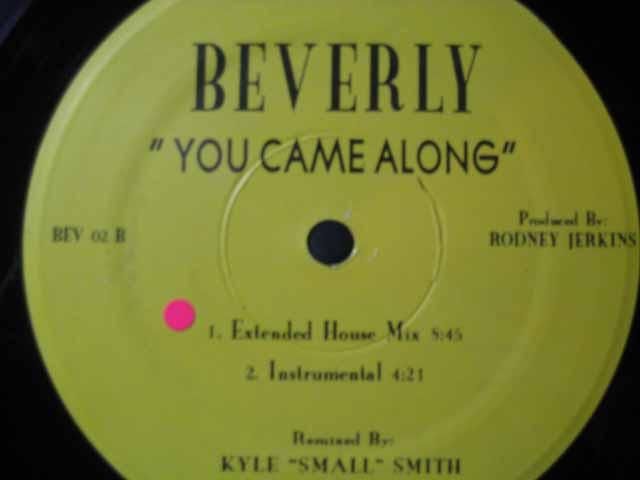 BEVERLY
"YOU CAME ALONG"
Produced By:
BEV 02 B
RODNEY JERKINS
1. Extended House Mix 8:45
2. Instrumental 4:21
Remixed By:
KYLE "SMALL" SMITH